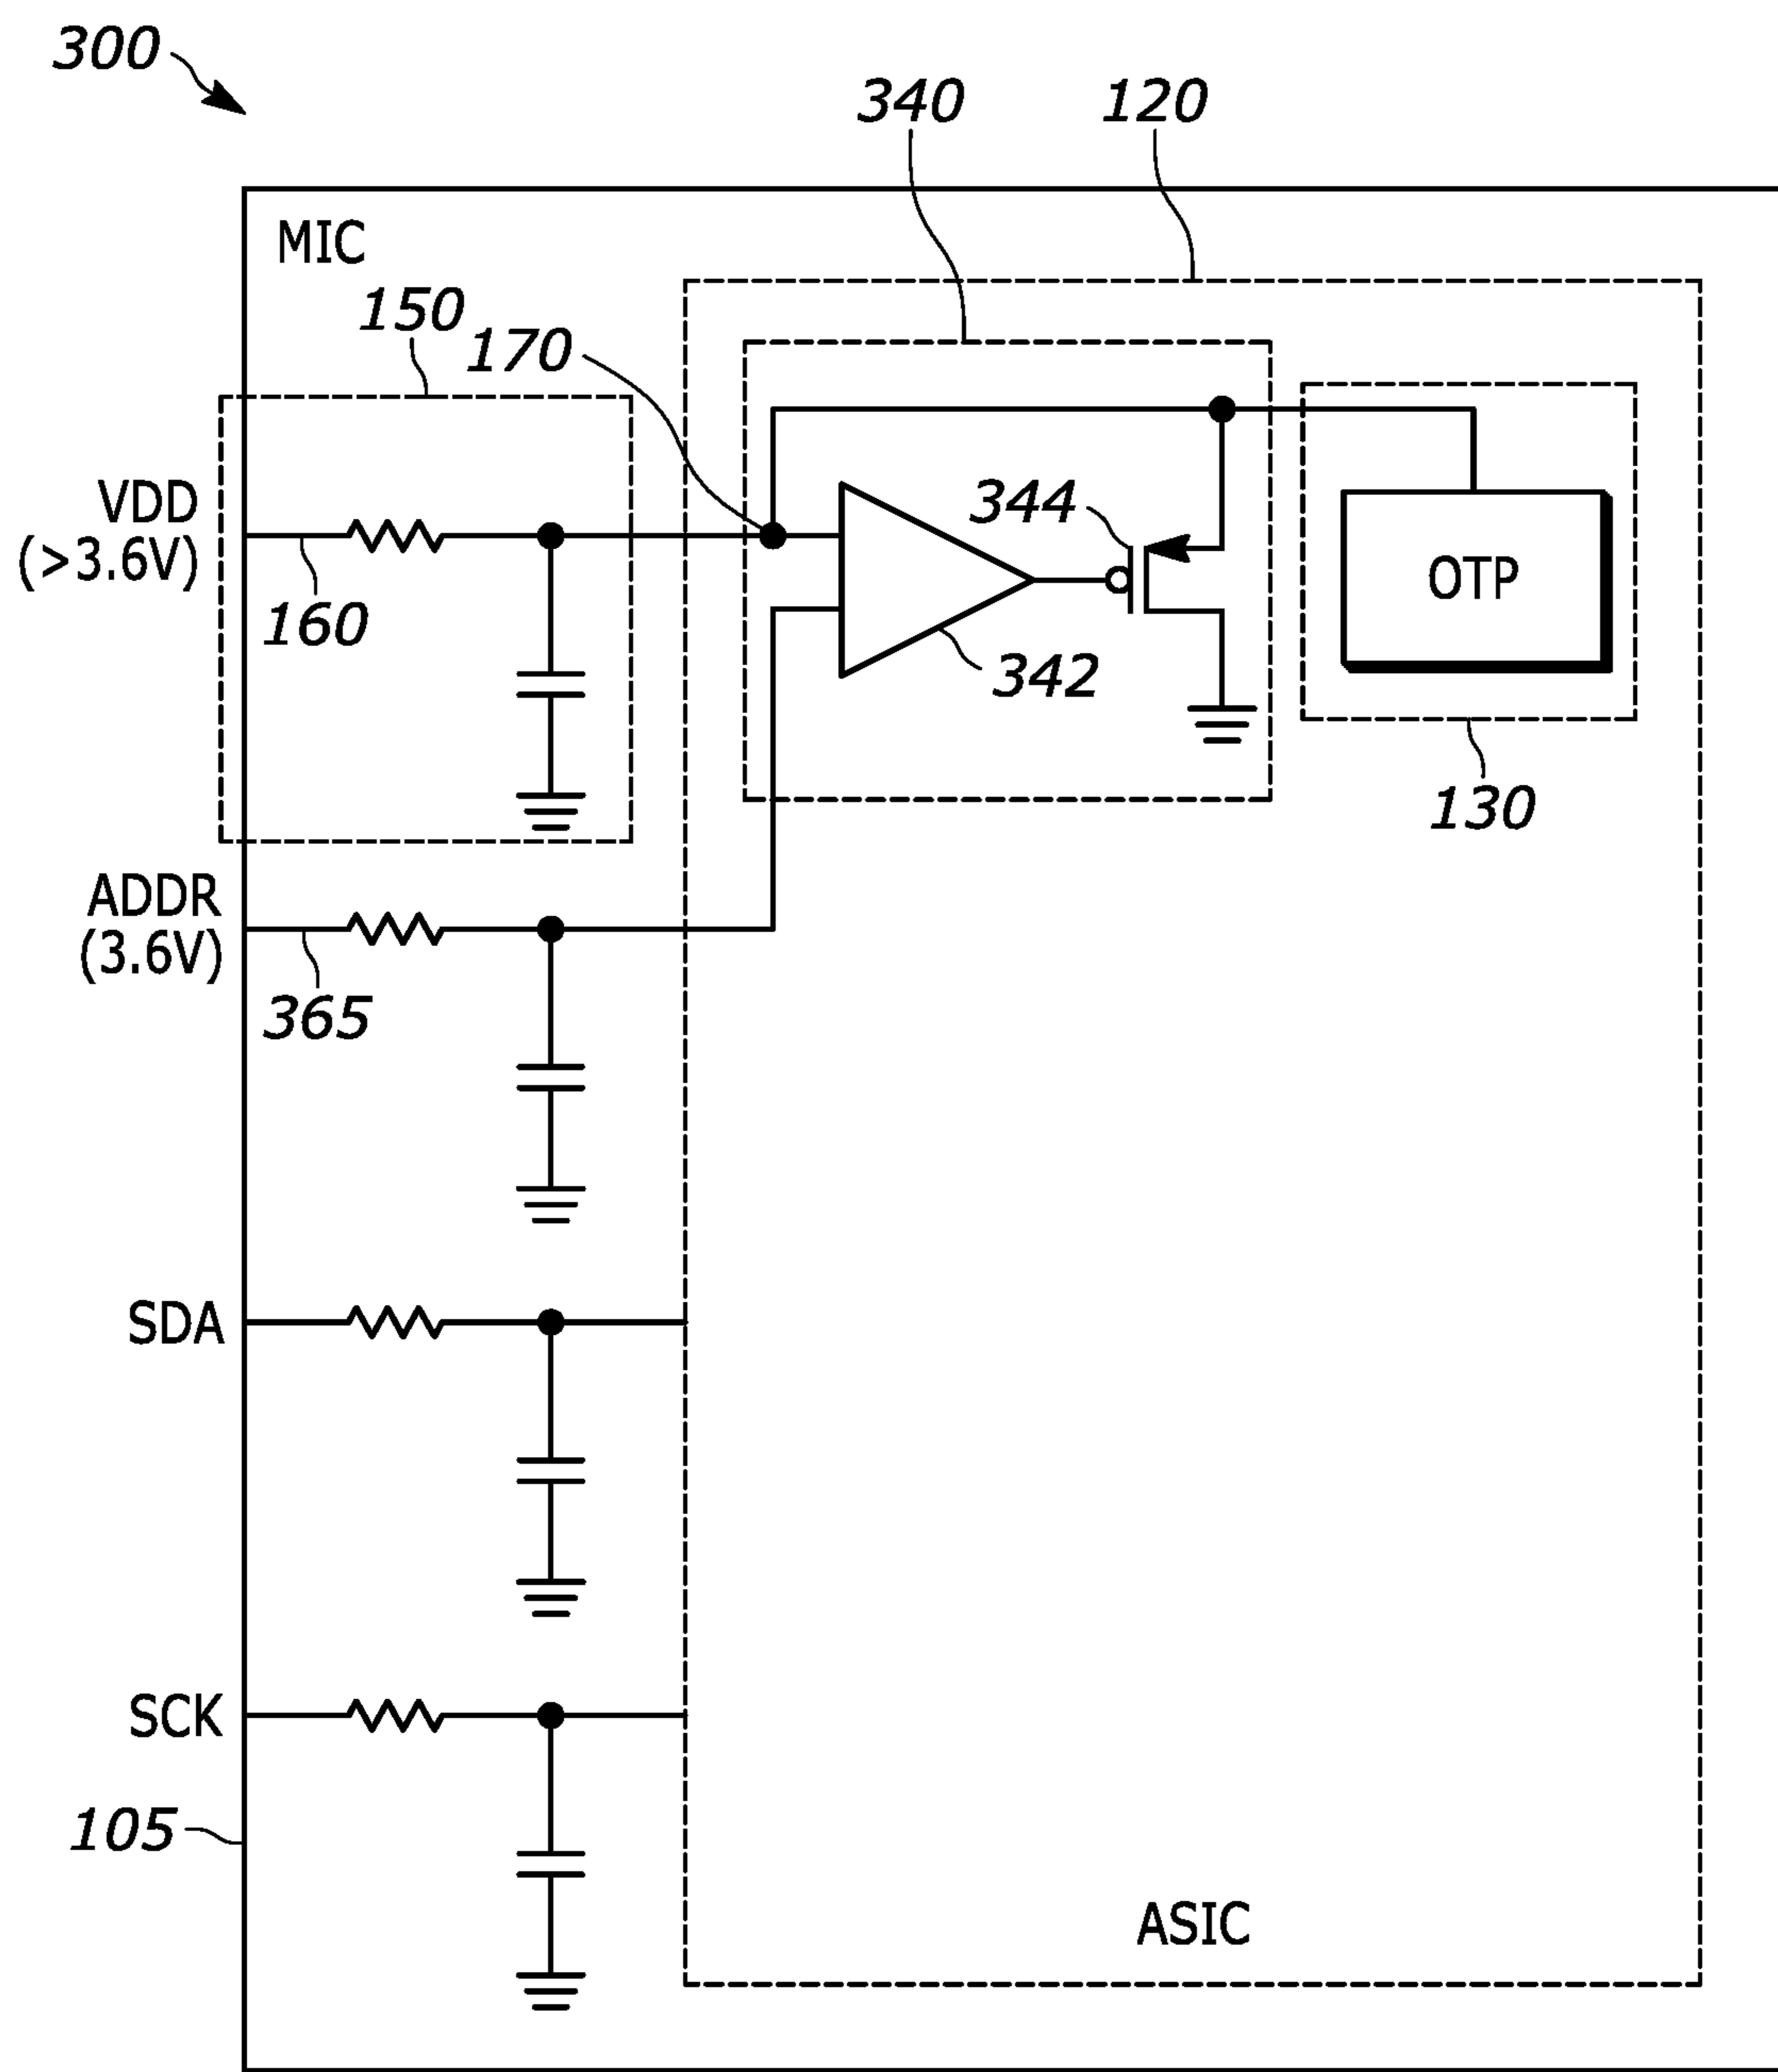 300
340
120
MIC
150
170
VDD
(>3.6V)
344
OTP
160
342
130
ADDR
(3.6V)
365
SDA
SCK
105
ASIC